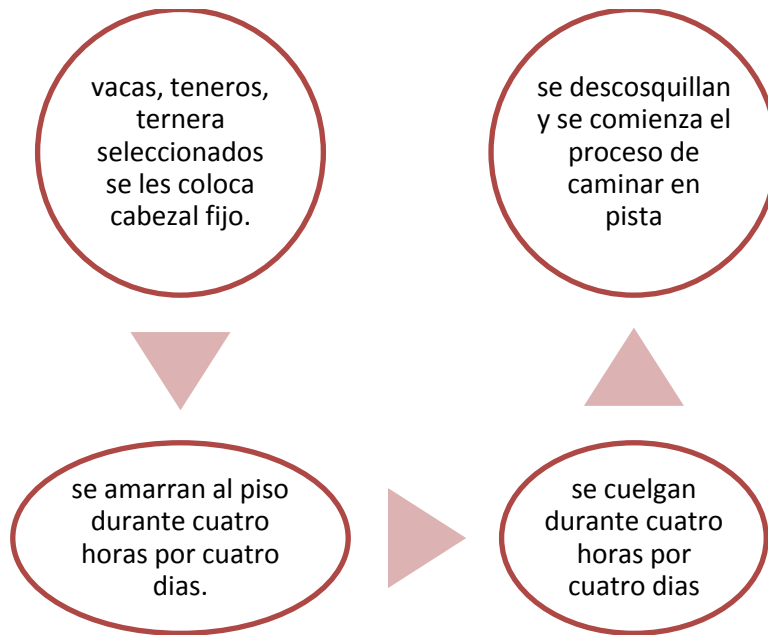 vacas, teneros,
ternera
seleccionados
se les coloca
cabezal fijo.
se amarran al piso
durante cuatro
horas por cuatro
dias.
se cuelgan
durante cuatro
horas por
cuatro dias
se descosquillan
y se comienza el
proceso de
caminar en
pista